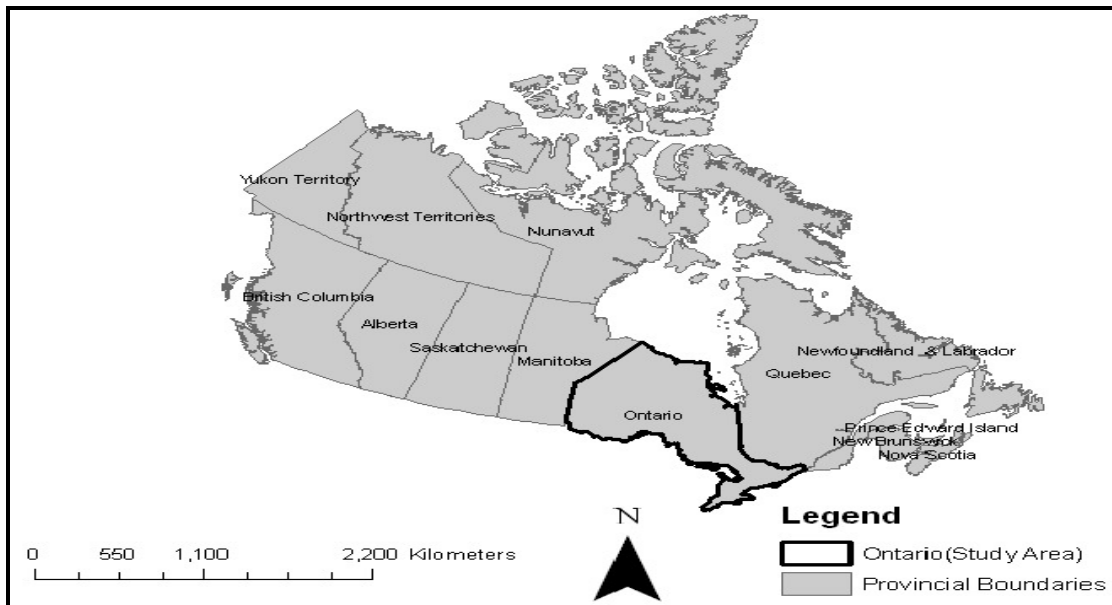 Yukon Territory
Northwest Territories
Nunavut
British Columbia
Alberta
Saskatchewan
Manitoba
Newfoundland & Labrador
Quebec
Ontario
Prince Edward Island
New Brunswick
Nova Scotia
N
Legend
0 550 1,100 2,200 Kilometers
Ontario(Study Area)
Provincial Boundaries